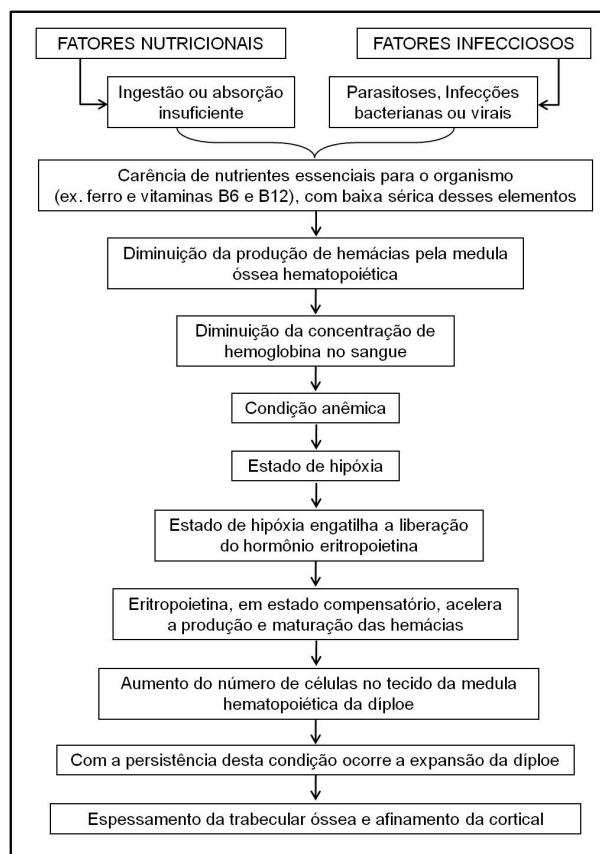 FATORES NUTRICIONAIS
FATORES INFECCIOSOS
Ingestão ou absorção
insuficiente
Parasitoses, Infecções
bacterianas ou virais
Carência de nutrientes essenciais para o organismo
(ex. ferro e vitaminas B6 e B12), com baixa sérica desses elementos
Diminuição da produção de hemácias pela medula
óssea hematopoiética
Diminuição da concentração de
hemoglobina no sangue
Condição anêmica
Estado de hipóxia
Estado de hipóxia engatilha a liberação
do hormônio eritropoietina
Eritropoietina, em estado compensatório, acelera
a produção e maturação das hemácias
Aumento do número de células no tecido da medula
hematopoiética da díploe
Com a persistência desta condição ocorre a expansão da díploe
Espessamento da trabecular óssea e afinamento da cortical